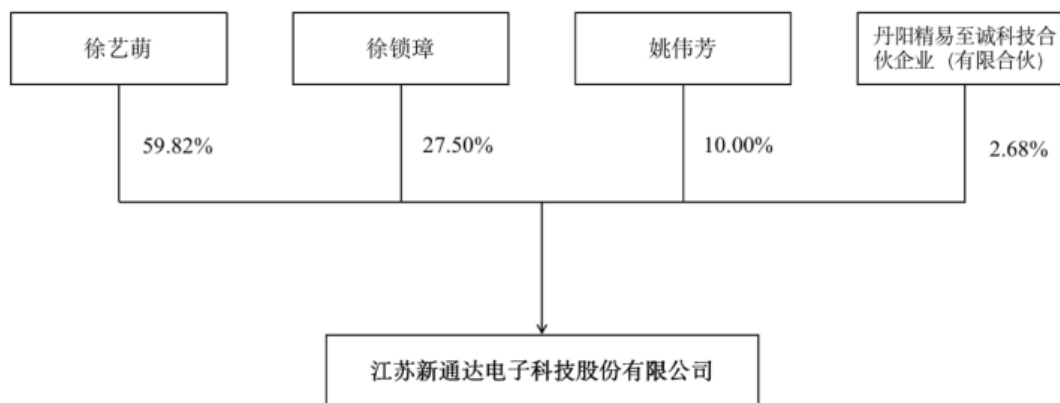 徐艺萌
徐锁璋
姚伟芳
丹阳精易至诚科技合
伙企业（有限合伙）
59.82%
27.50%
10.00%
2.68%
江苏新通达电子科技股份有限公司